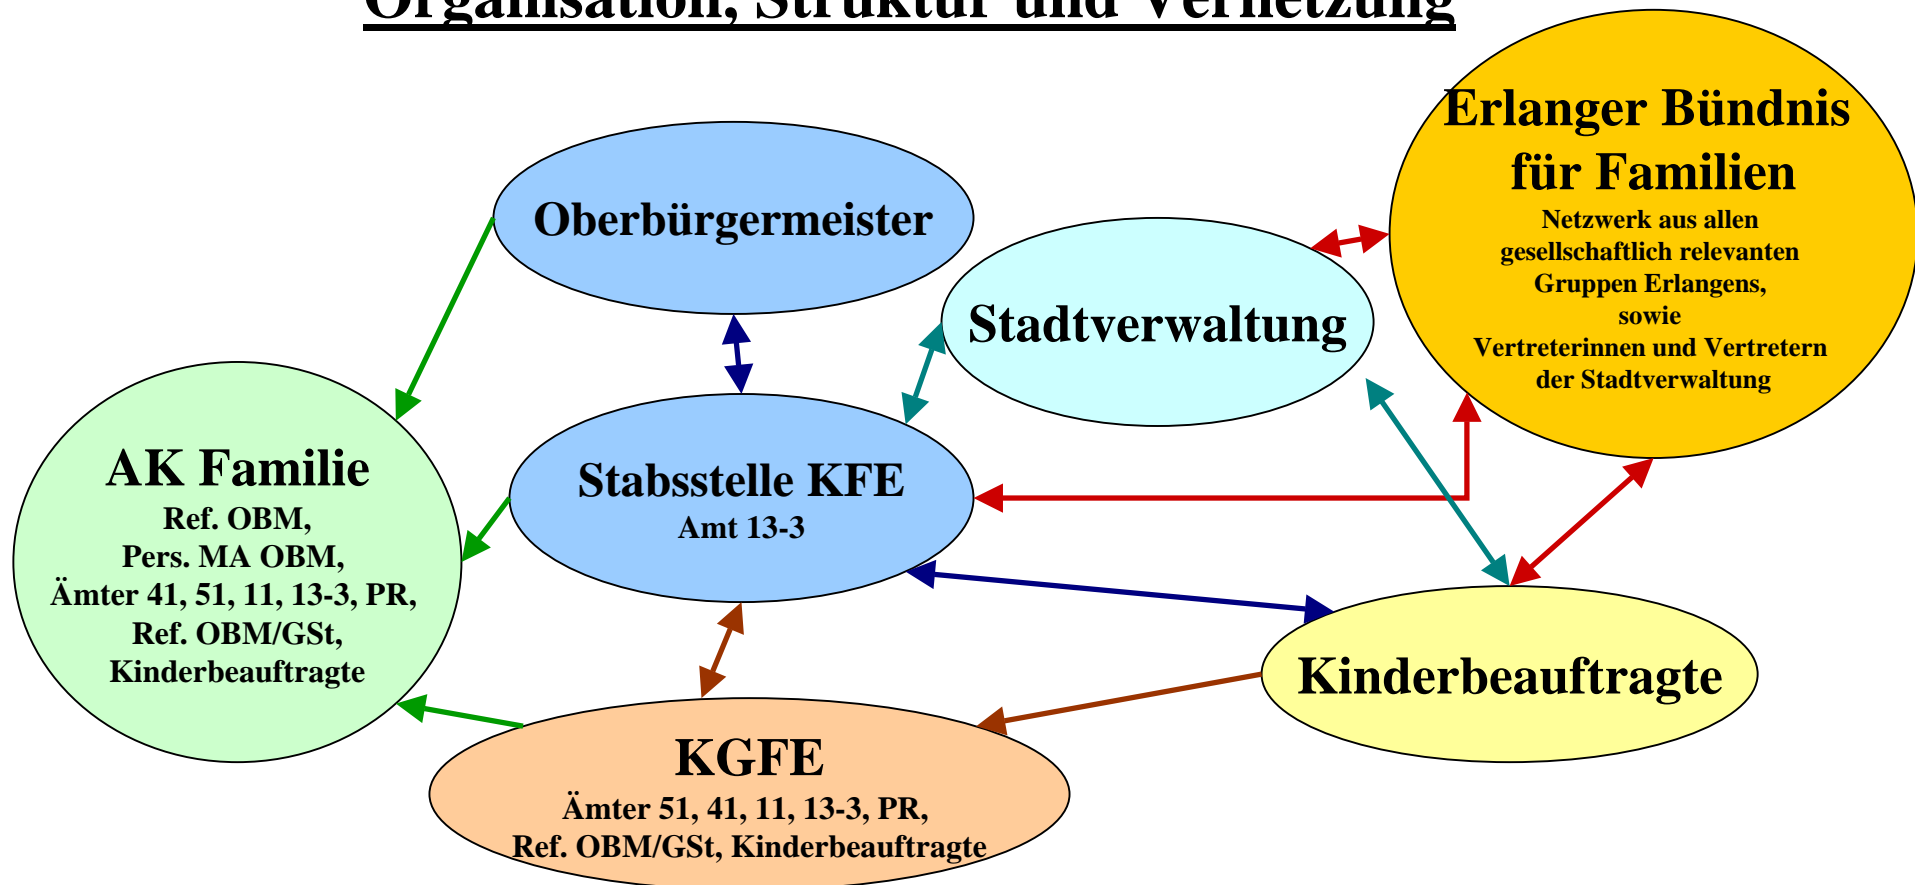 Organisation, Struktur und Vernetzung
Erlanger Bündnis
für Familien
Netzwerk aus allen
gesellschaftlich relevanten
Gruppen Erlangens,
sowie
Vertreterinnen und Vertretern
der Stadtverwaltung
Oberbürgermeister
Stadtverwaltung
AK Familie
Ref. OBM,
Pers. MA OBM,
Ämter 41, 51, 11, 13-3, PR,
Ref. OBM/GSt,
Kinderbeauftragte
Stabsstelle KFE
Amt 13-3
Kinderbeauftragte
KGFE
Ämter 51, 41, 11, 13-3, PR,
Ref. OBM/GSt, Kinderbeauftragte